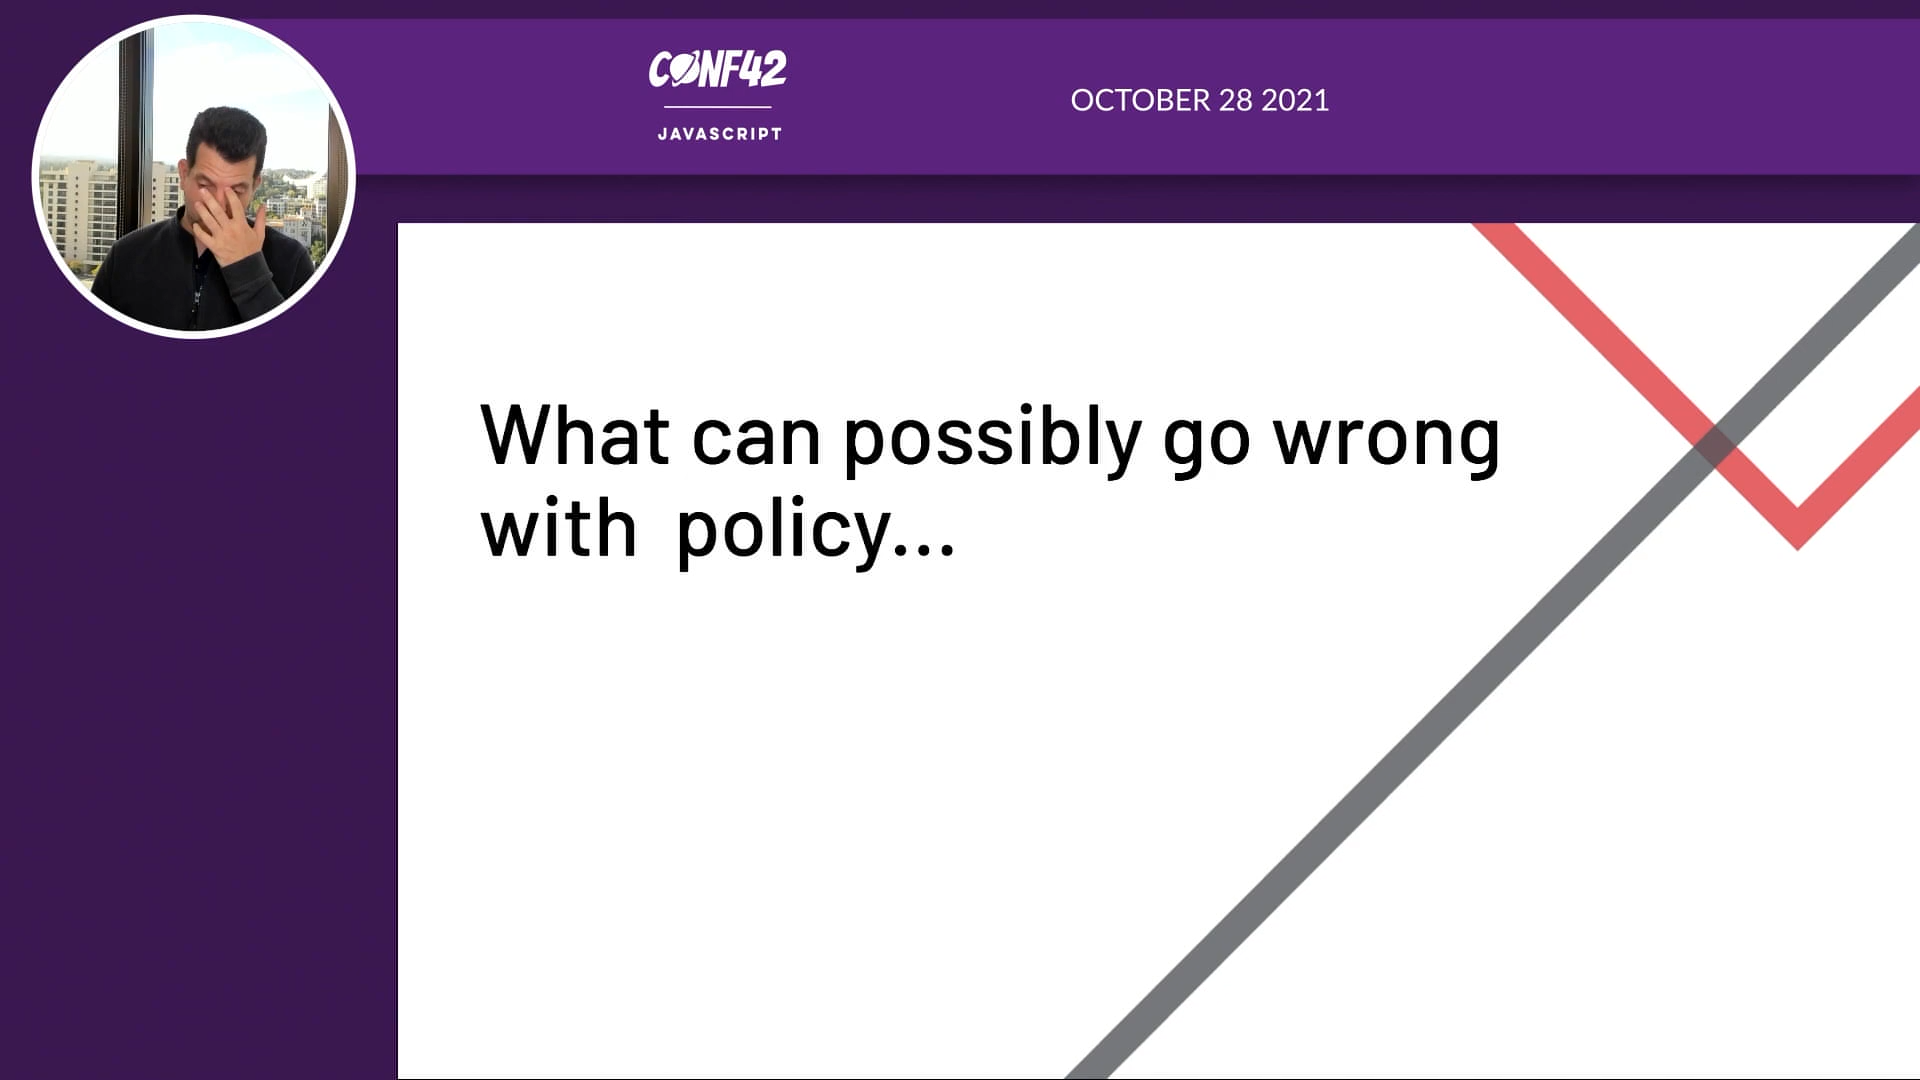 CONF42
JAVASCRIPT
OCTOBER 28 2021
What can possibly go wrong
with  policy...